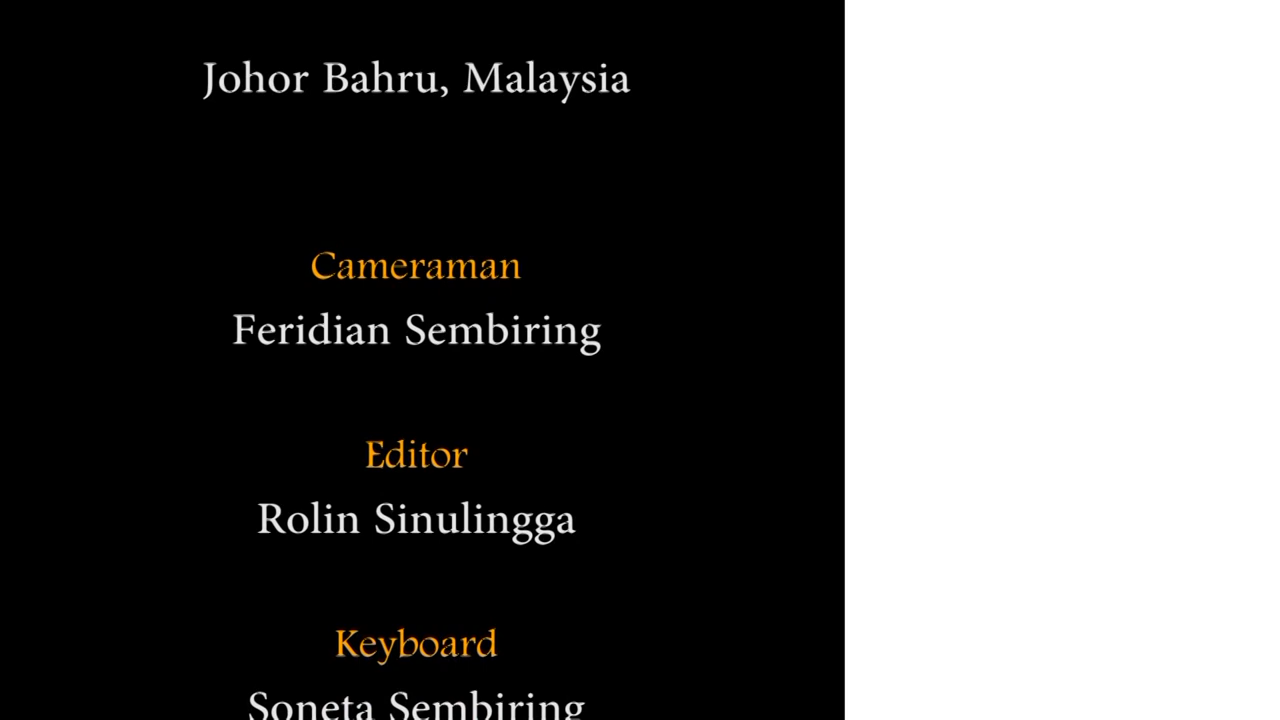 Johor Bahru, Malaysia
Cameraman
Feridian Sembiring
Editor
Rolin Sinulingga
Keyboard
Soneta Sembiring